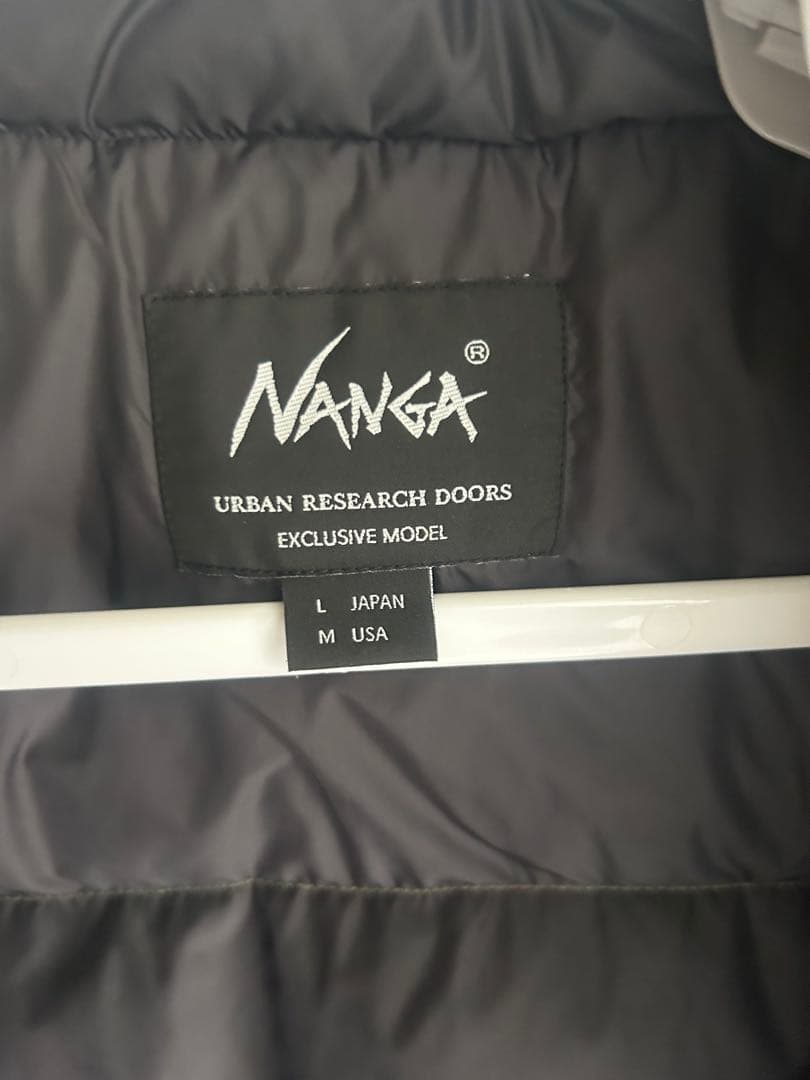 NANGA®
URBAN RESEARCH DOORS
EXCLUSIVE MODEL
L JAPAN
M USA